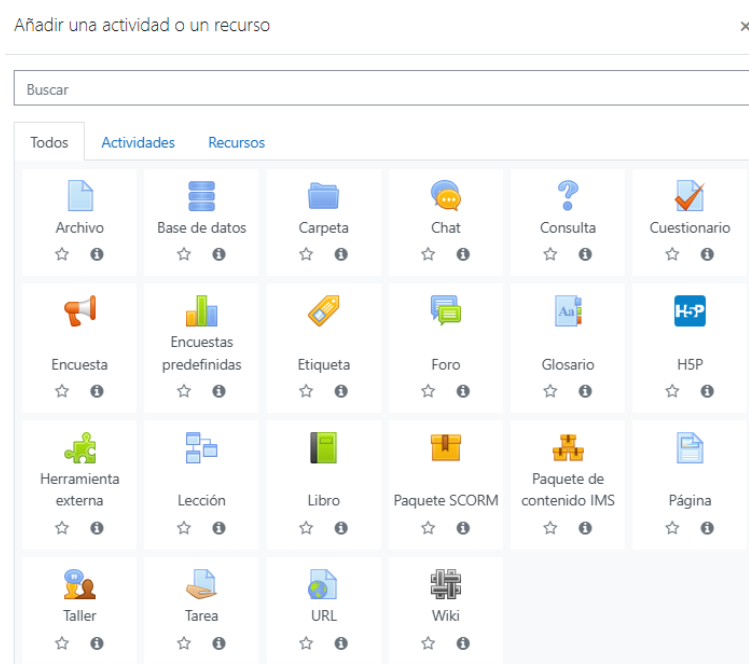 Añadir una actividad o un recurso
Buscar
Todos Actividades Recursos
Archivo Base de datos Carpeta Chat Consulta Cuestionario
Aa H5P
Encuesta Encuestas predefinidas Etiqueta Foro Glosario H5P
Herramienta externa Lección Libro Paquete SCORM Paquete de contenido IMS Página
Taller Tarea URL Wiki